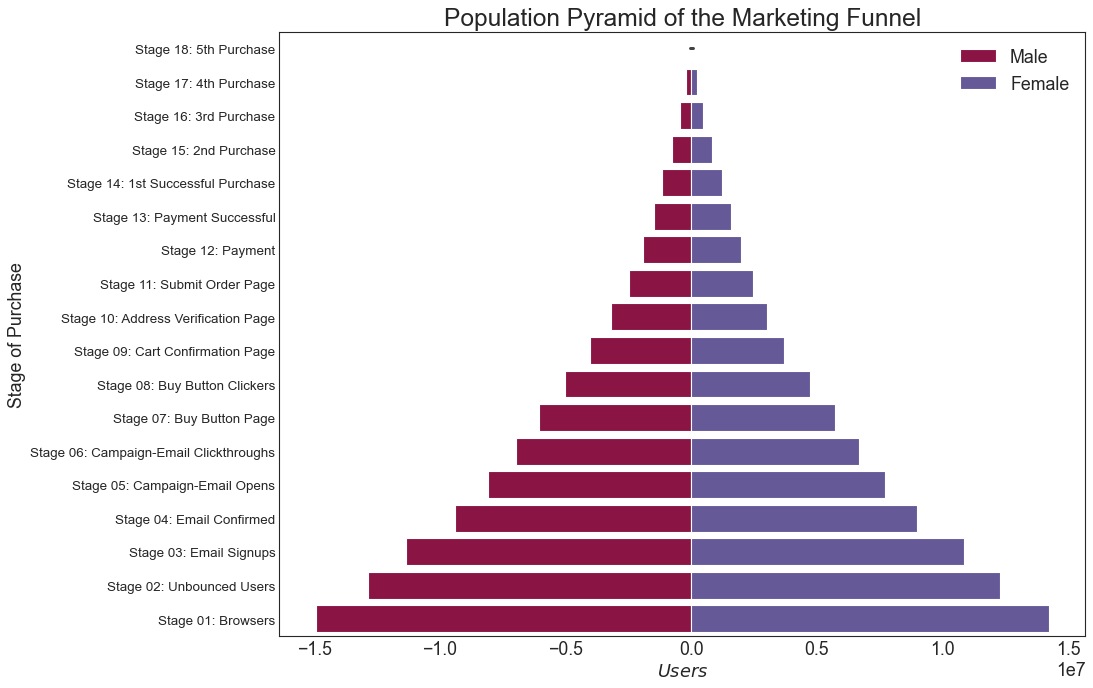 Population Pyramid of the Marketing Funnel
Male
Female
Stage of Purchase
Stage 18: 5th Purchase
Stage 17: 4th Purchase
Stage 16: 3rd Purchase
Stage 15: 2nd Purchase
Stage 14: 1st Successful Purchase
Stage 13: Payment Successful
Stage 12: Payment
Stage 11: Submit Order Page
Stage 10: Address Verification Page
Stage 09: Cart Confirmation Page
Stage 08: Buy Button Clickers
Stage 07: Buy Button Page
Stage 06: Campaign-Email Clickthroughs
Stage 05: Campaign-Email Opens
Stage 04: Email Confirmed
Stage 03: Email Signups
Stage 02: Unbounced Users
Stage 01: Browsers
−1.5 −1.0 −0.5 0.0 0.5 1.0 1.5
Users
1e7